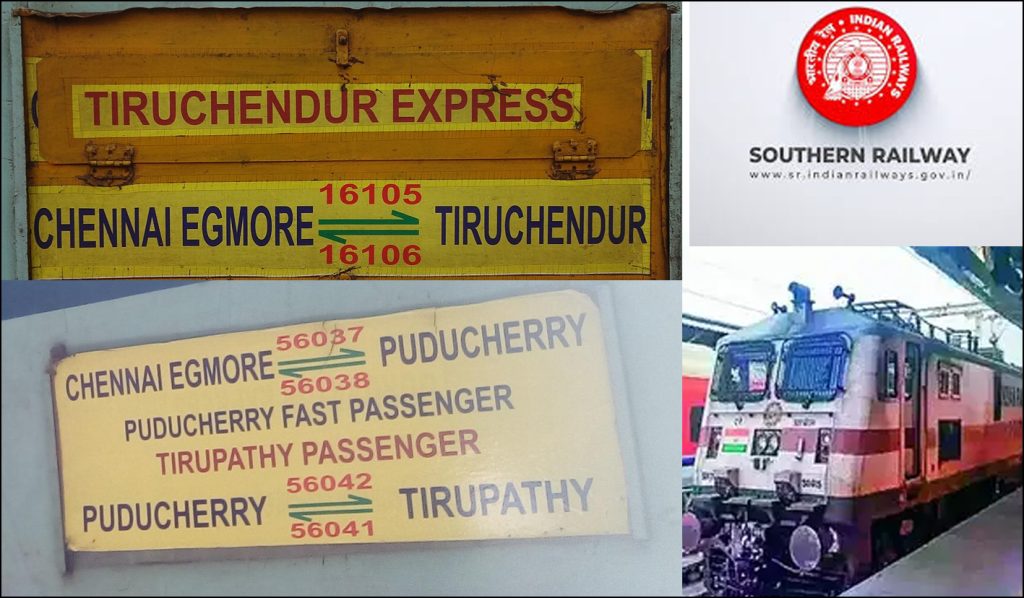 TIRUCHENDUR EXPRESS
16105
CHENNAI EGMORE TIRUCHENDUR
16106
56037
CHENNAI EGMORE PUDUCHERRY
56038
PUDUCHERRY FAST PASSENGER
TIRUPATHY PASSENGER
56042
PUDUCHERRY TIRUPATHY
56041
भारतीय रेल • INDIAN RAILWAYS
SOUTHERN RAILWAY
www.sr.indianrailways.gov.in/